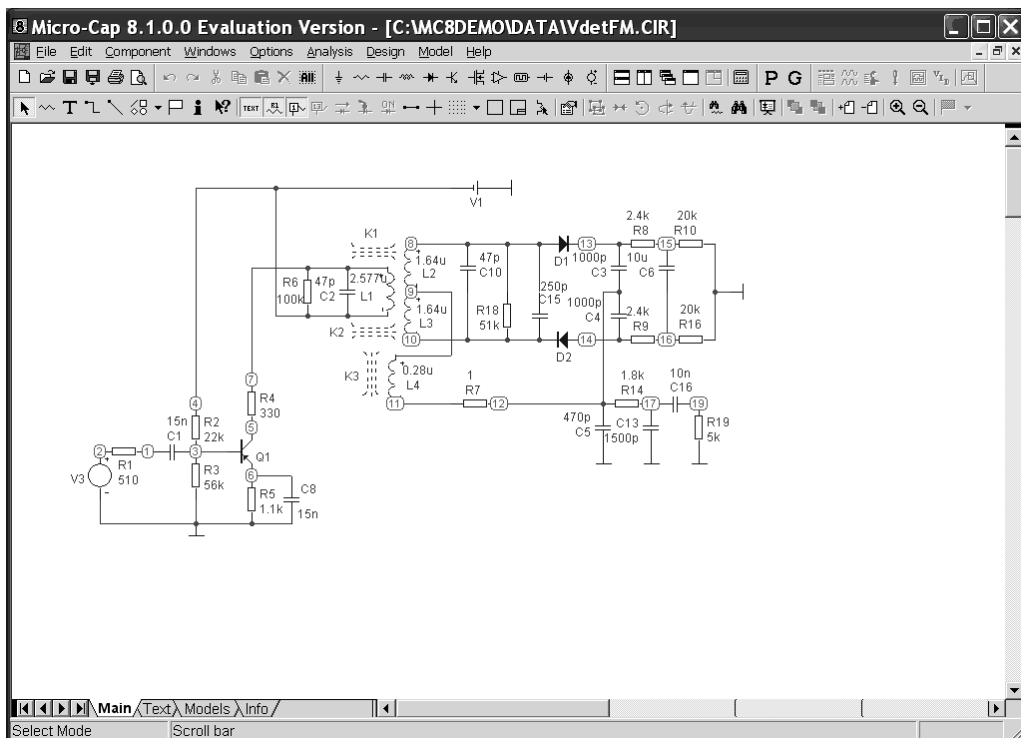 Micro-Cap 8.1.0.0 Evaluation Version - [C:\MC8DEMO\DATA\VdetFM.CIR]
File Edit Component Windows Options Analysis Design Model Help
P G
T TEXT
V1
K1
8
1.64u
L2
9
1.64u
L3
10
K2
K3
0.28u
L4
11
R6
100k
47p
C2
2.577u
L1
47p
C10
R18
51k
250p
C15
D1
13
1000p
C3
10u
C6
2.4k
R8
15
20k
R10
1000p
C4
2.4k
R9
16
20k
R16
D2
14
1
R7
12
1.8k
R14
17
10n
C16
19
R19
5k
470p
C5
C13
1500p
7
R4
330
5
4
15n
C1
R2
22k
2
1
3
R1
510
V3
R3
56k
Q1
6
R5
1.1k
C8
15n
Main Text Models Info
Select Mode Scroll bar